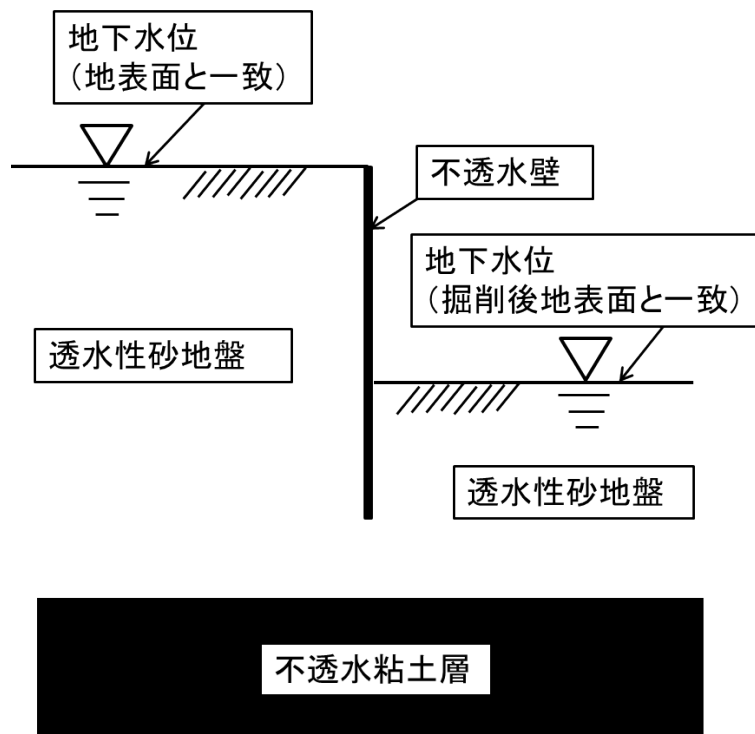 地下水位
(地表面と一致)
不透水壁
地下水位
(掘削後地表面と一致)
透水性砂地盤
透水性砂地盤
不透水粘土層